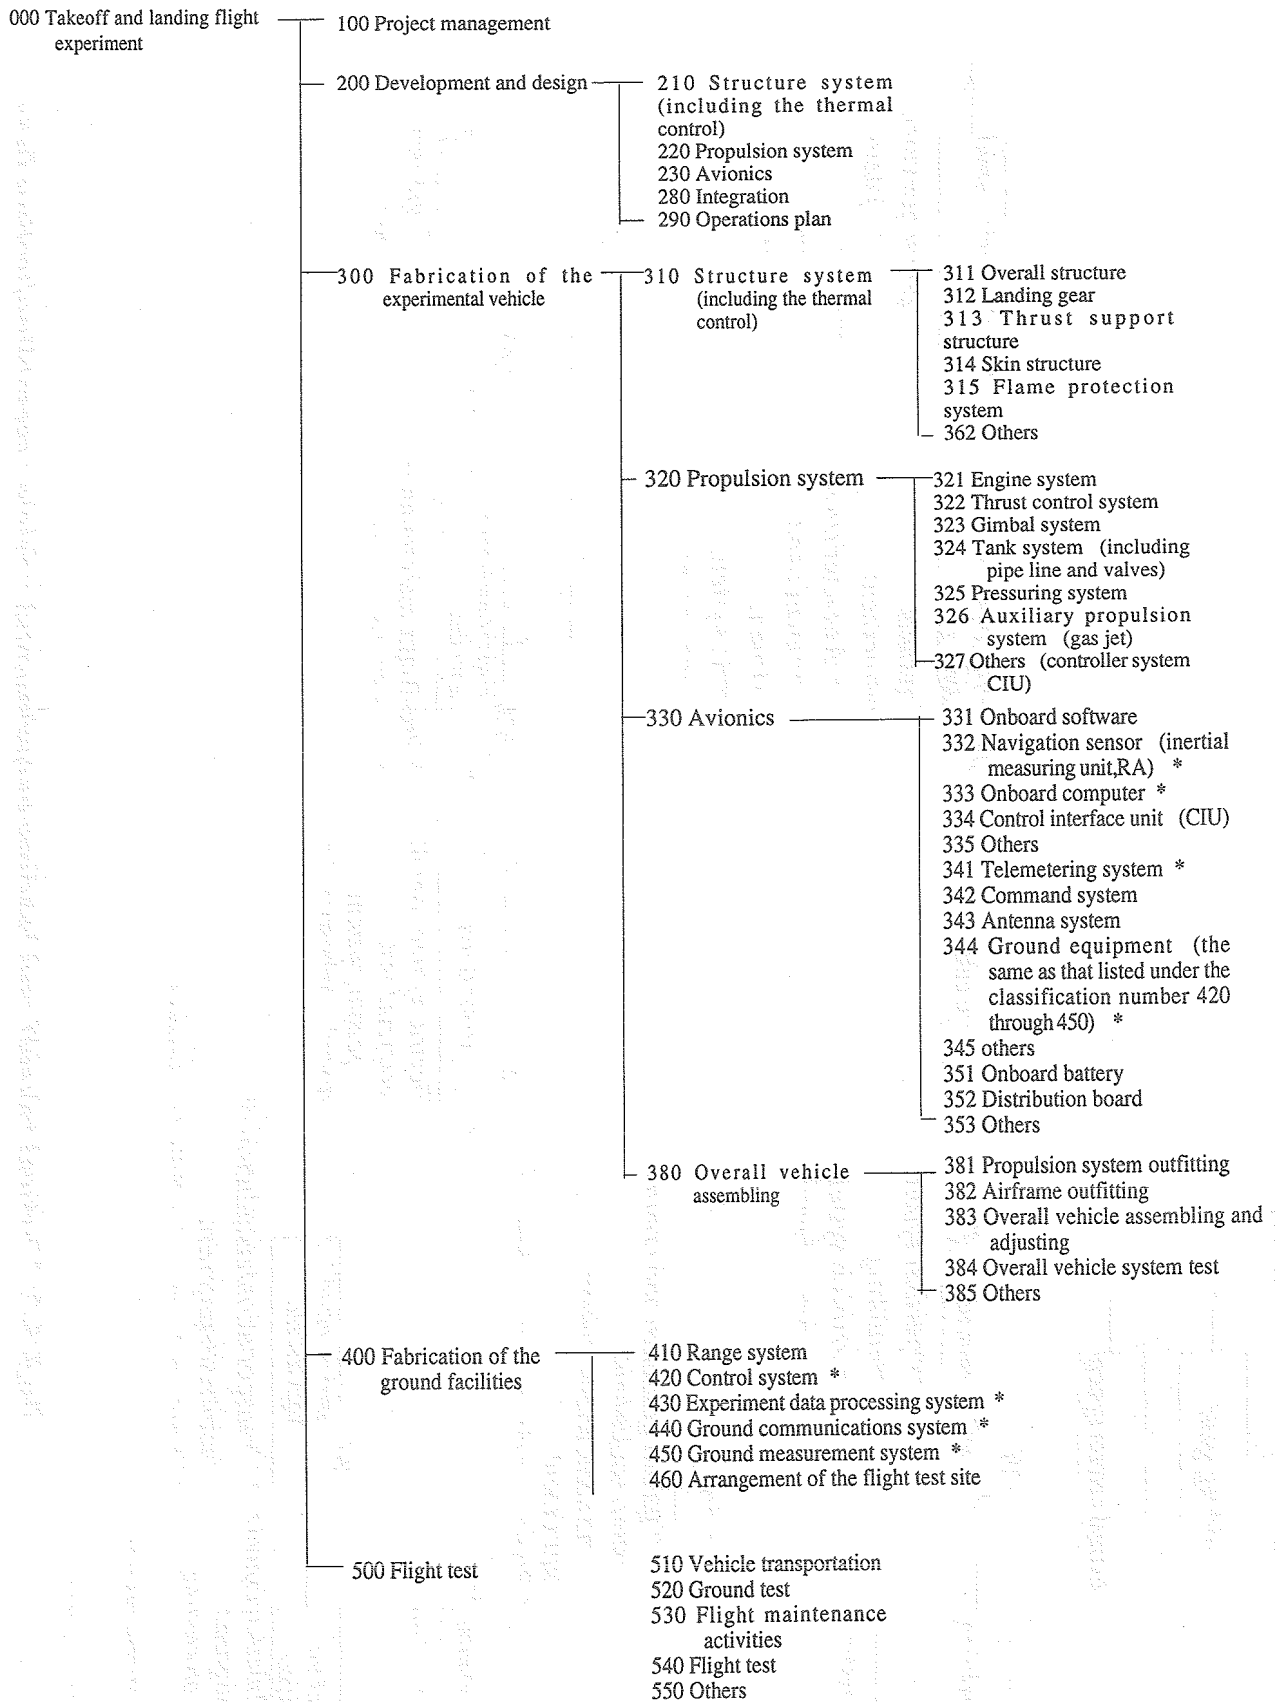 000 Takeoff and landing flight
experiment
100 Project management
200 Development and design
210 Structure system
(including the thermal
control)
220 Propulsion system
230 Avionics
280 Integration
290 Operations plan
300 Fabrication of the
experimental vehicle
310 Structure system
(including the thermal
control)
311 Overall structure
312 Landing gear
313 Thrust support
structure
314 Skin structure
315 Flame protection
system
362 Others
320 Propulsion system
321 Engine system
322 Thrust control system
323 Gimbal system
324 Tank system (including
pipe line and valves)
325 Pressuring system
326 Auxiliary propulsion
system (gas jet)
327 Others (controller system
CIU)
330 Avionics
331 Onboard software
332 Navigation sensor (inertial
measuring unit,RA) *
333 Onboard computer *
334 Control interface unit (CIU)
335 Others
341 Telemetering system *
342 Command system
343 Antenna system
344 Ground equipment (the
same as that listed under the
classification number 420
through 450) *
345 others
351 Onboard battery
352 Distribution board
353 Others
380 Overall vehicle
assembling
381 Propulsion system outfitting
382 Airframe outfitting
383 Overall vehicle assembling and
adjusting
384 Overall vehicle system test
385 Others
400 Fabrication of the
ground facilities
410 Range system
420 Control system *
430 Experiment data processing system *
440 Ground communications system *
450 Ground measurement system *
460 Arrangement of the flight test site
500 Flight test
510 Vehicle transportation
520 Ground test
530 Flight maintenance
activities
540 Flight test
550 Others